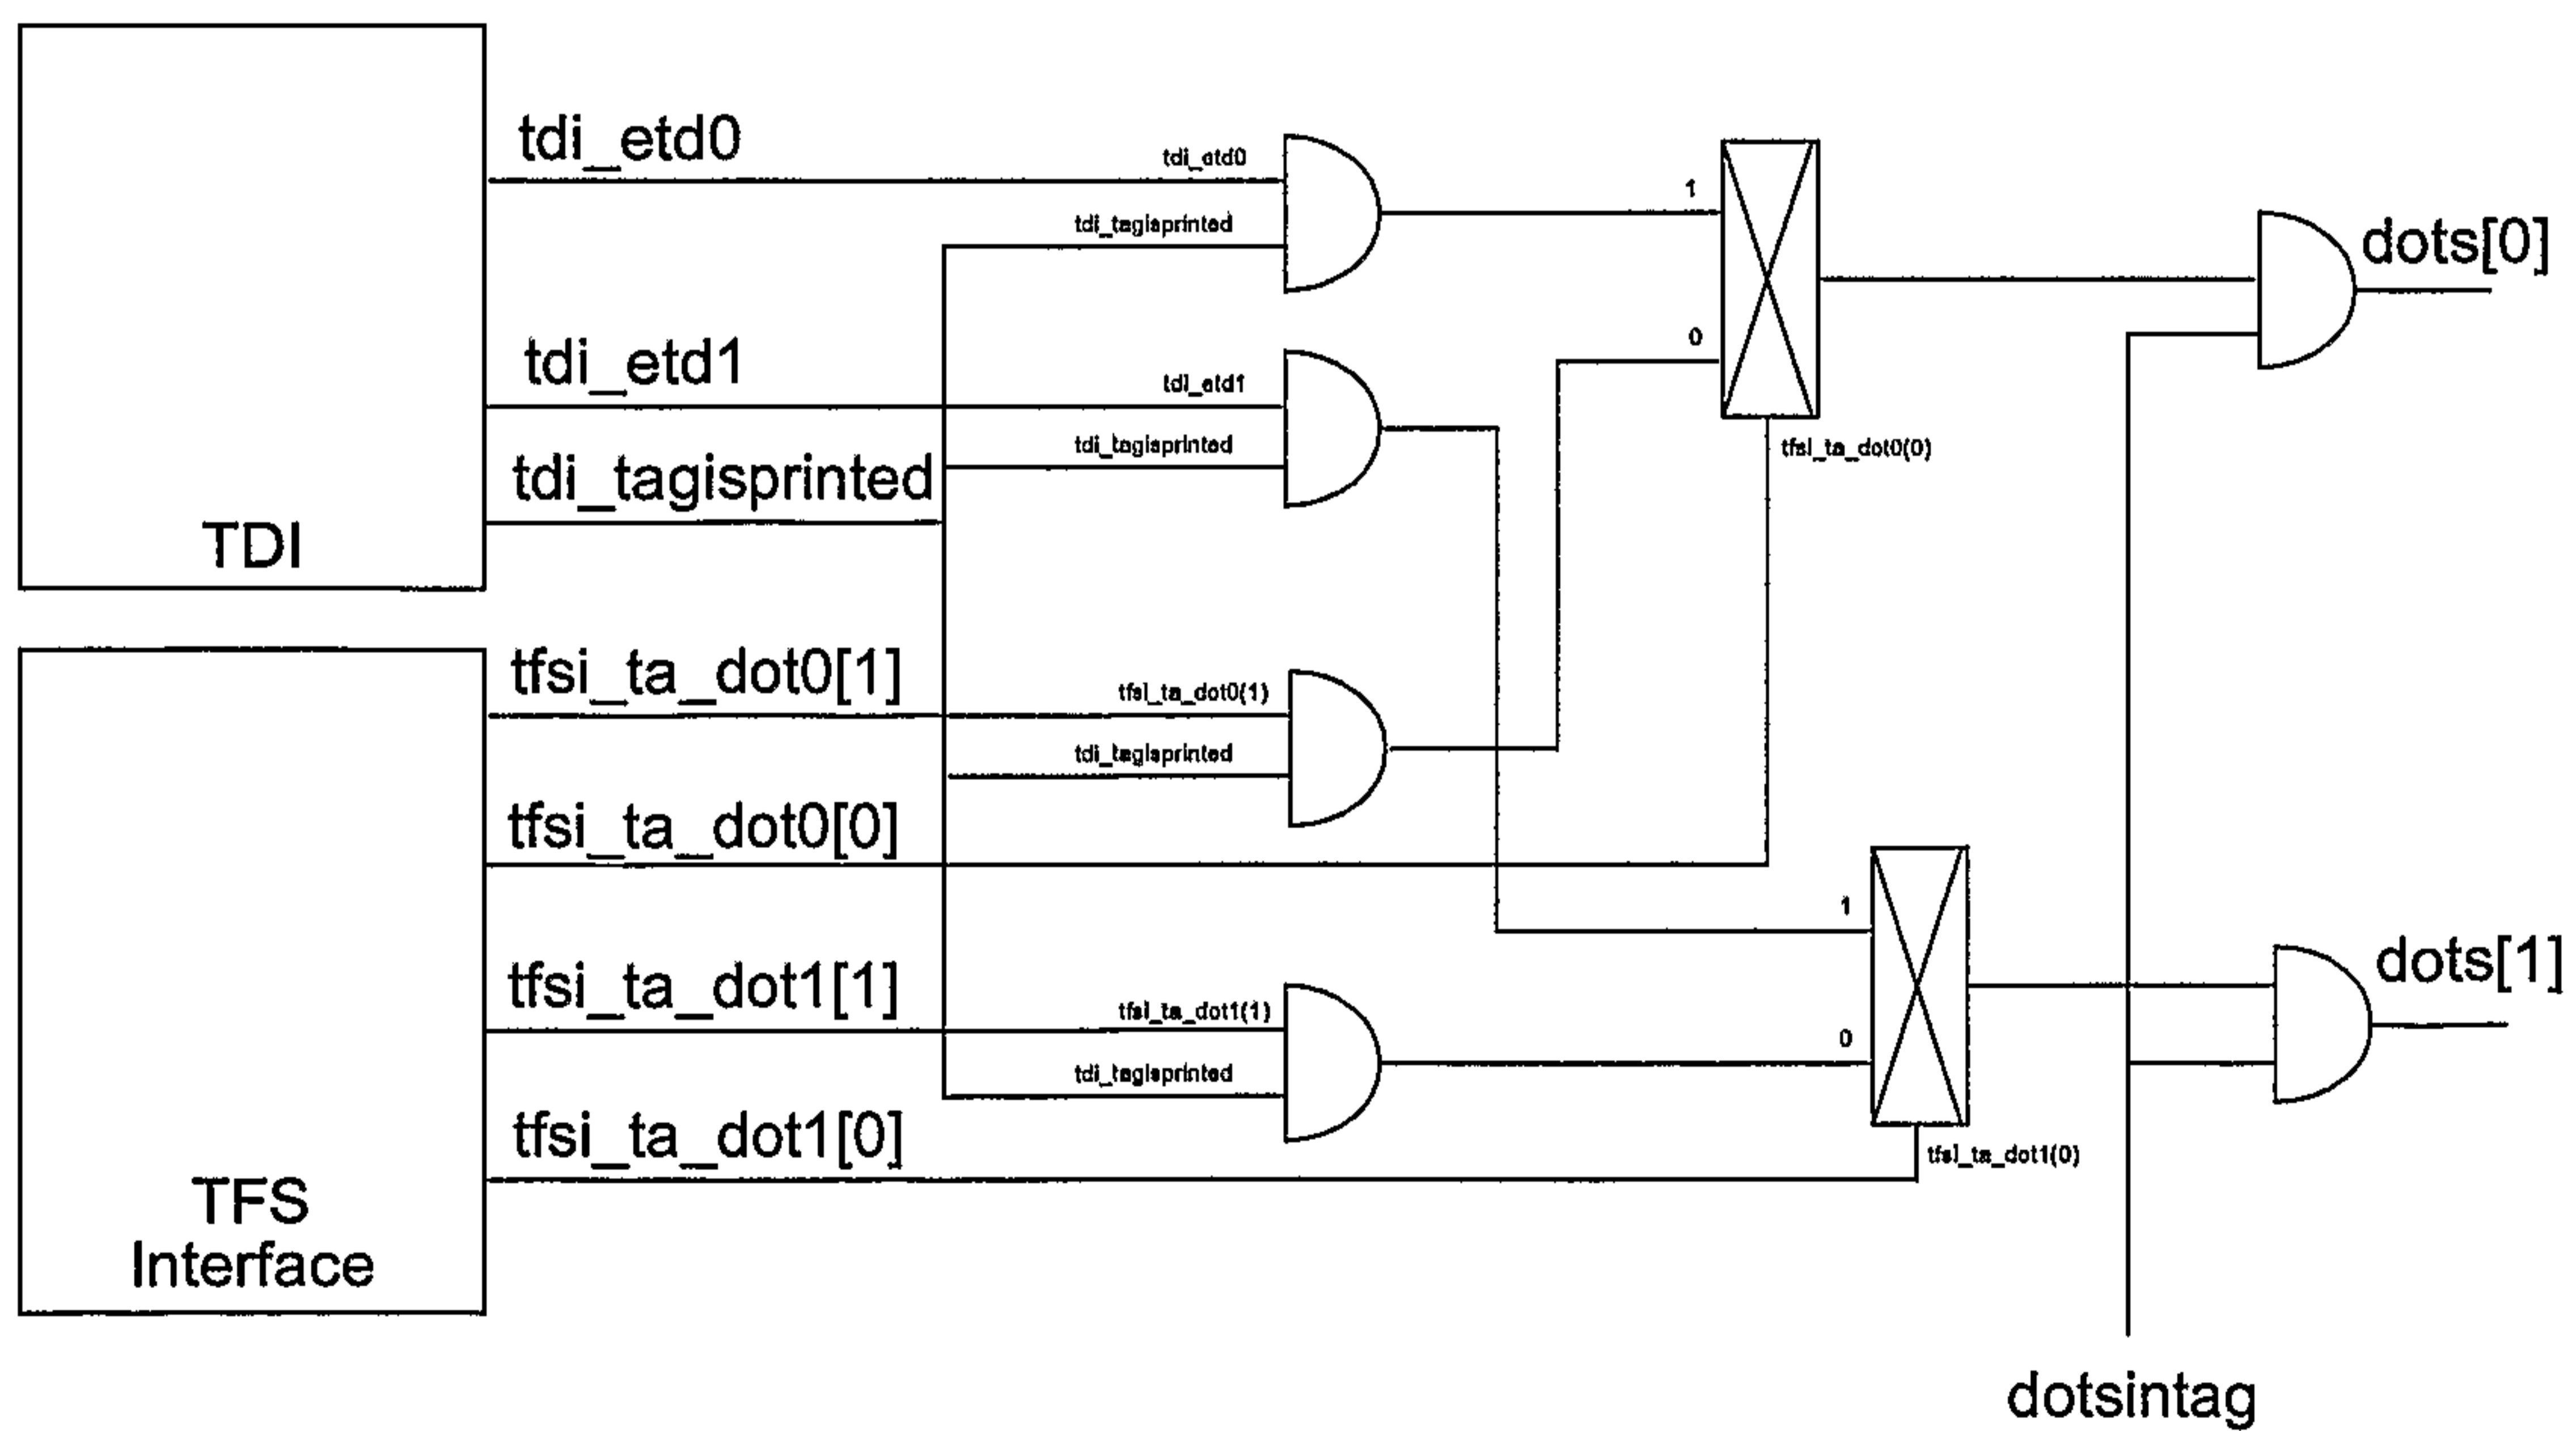 tdi_etd0
tdi_etd0
tdi_tagisprinted
1
0
dots[0]
tdi_etd1
tdi_etd1
tdi_tagisprinted
tfsi_ta_dot0(0)
tdi_tagisprinted
TDI
tfsi_ta_dot0[1]
tfsi_ta_dot0(1)
tdi_tagisprinted
tfsi_ta_dot0[0]
1
0
dots[1]
tfsi_ta_dot1[1]
tfsi_ta_dot1(1)
tdi_tagisprinted
tfsi_ta_dot1[0]
tfsi_ta_dot1(0)
TFS
Interface
dotsintag